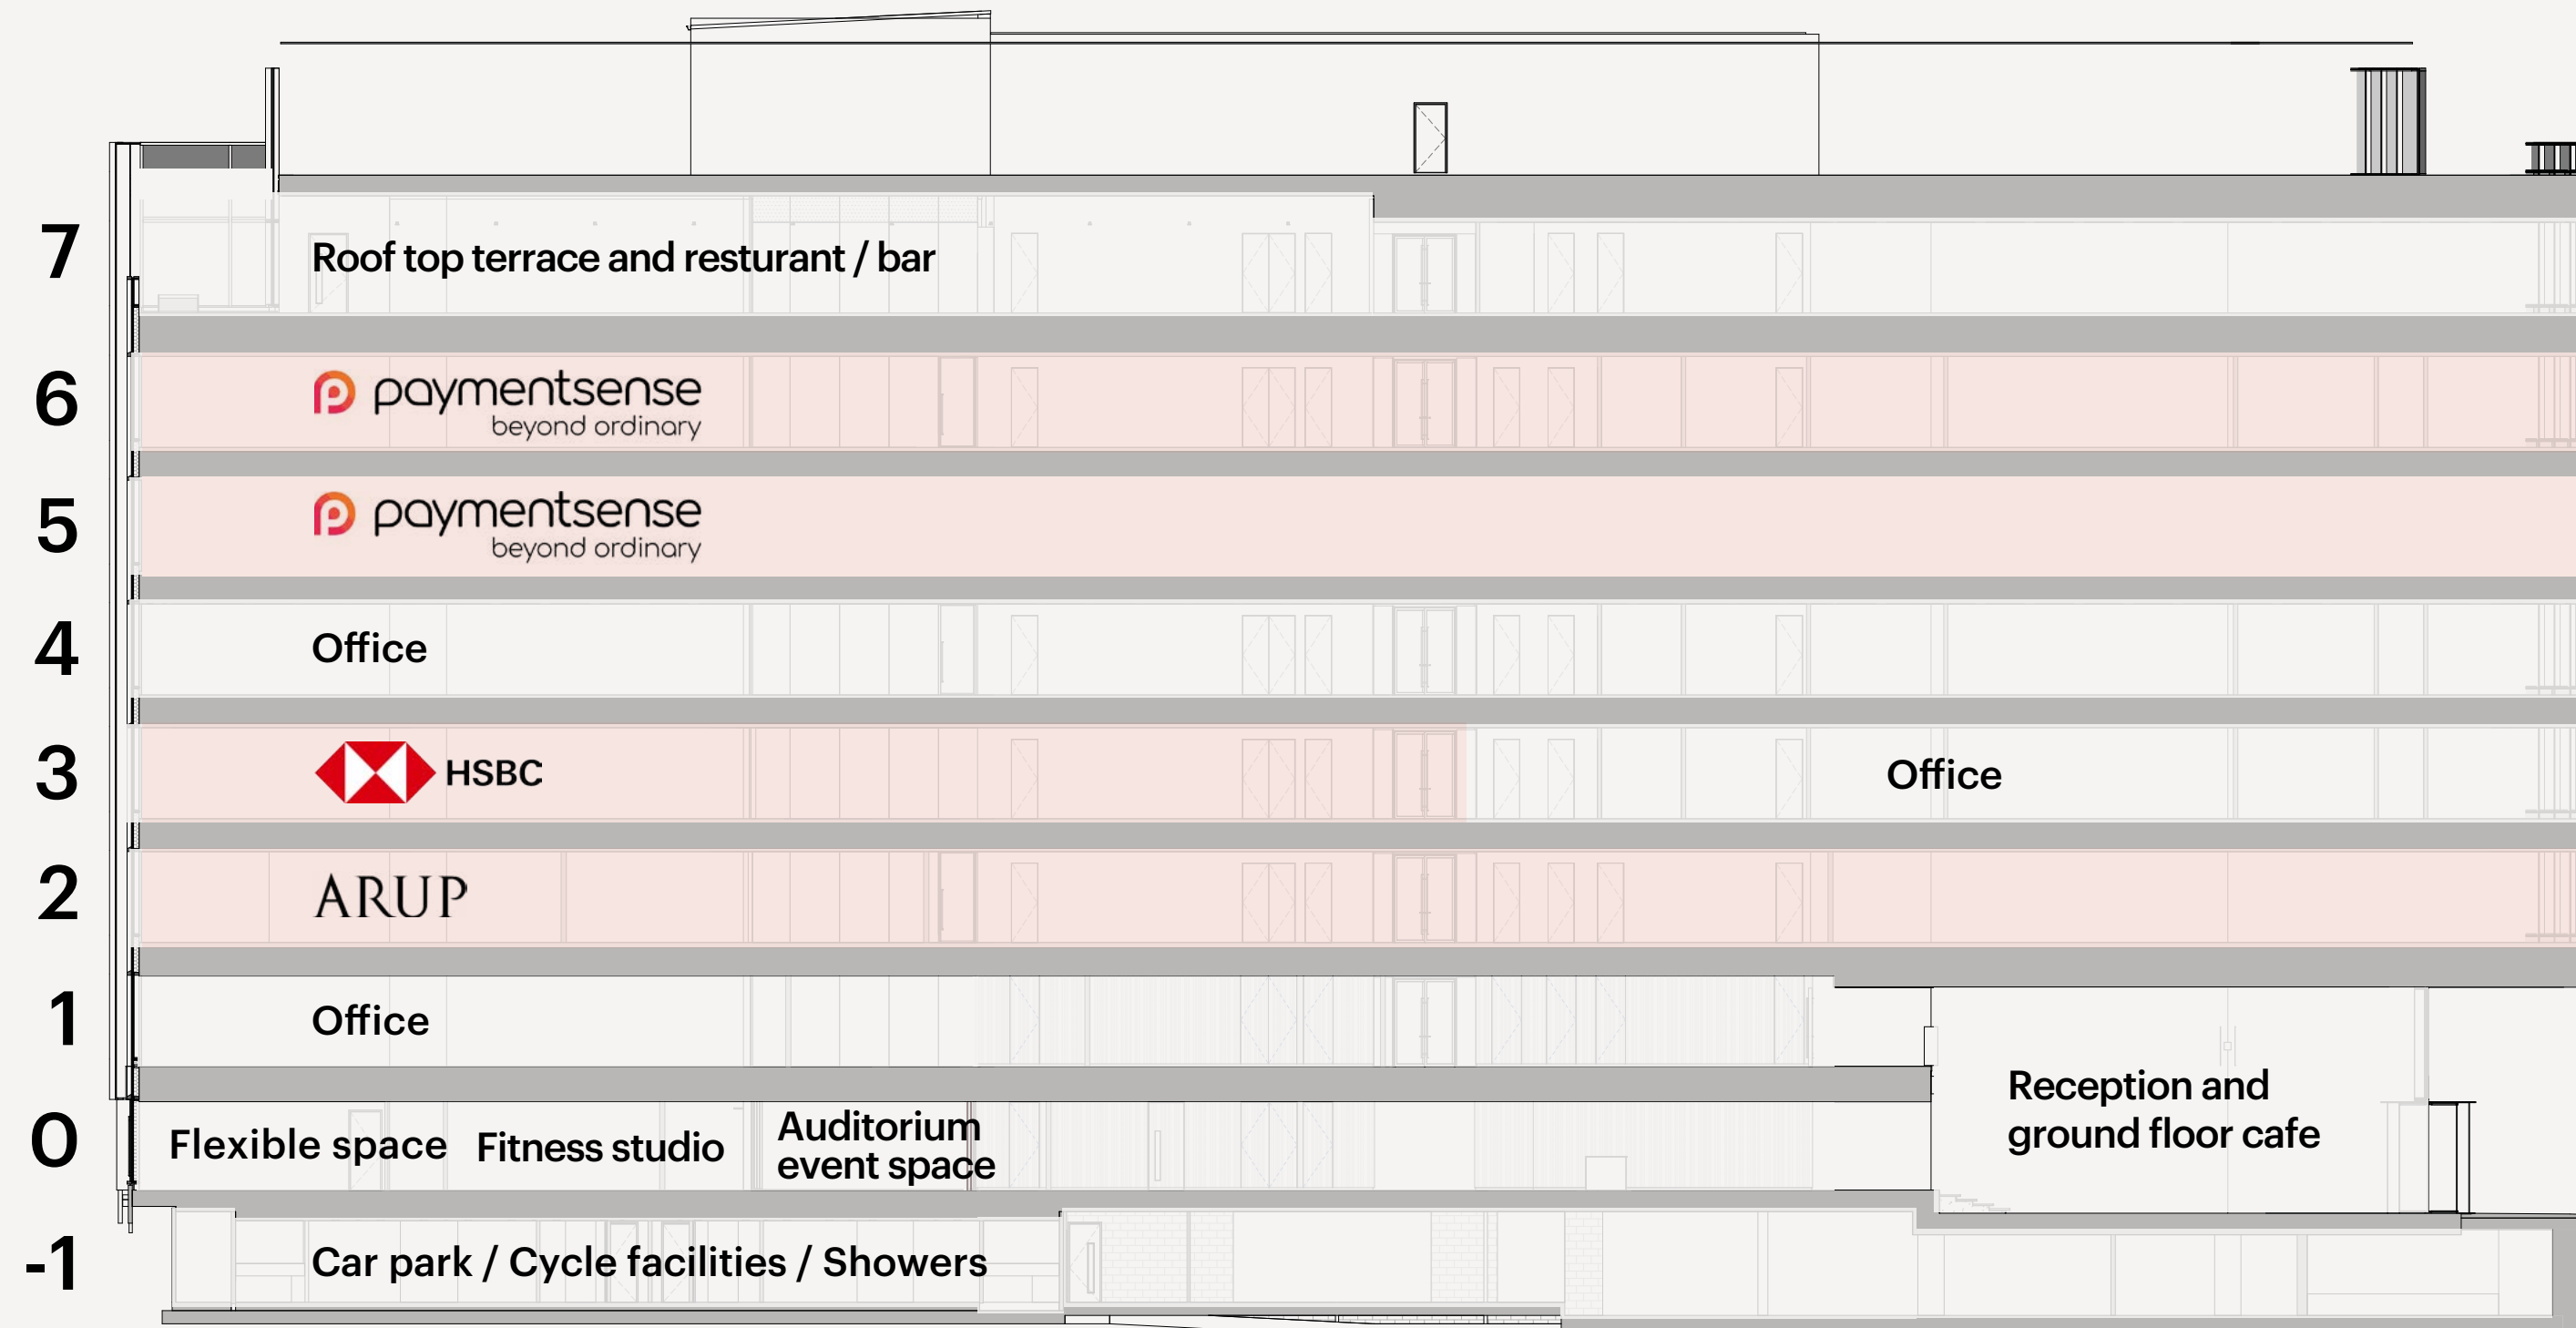 7
Roof top terrace and resturant / bar
6
paymentsense
beyond ordinary
5
paymentsense
beyond ordinary
4
Office
3
HSBC
Office
2
ARUP
1
Office
0
Flexible space
Fitness studio
Auditorium
event space
Reception and
ground floor cafe
-1
Car park / Cycle facilities / Showers